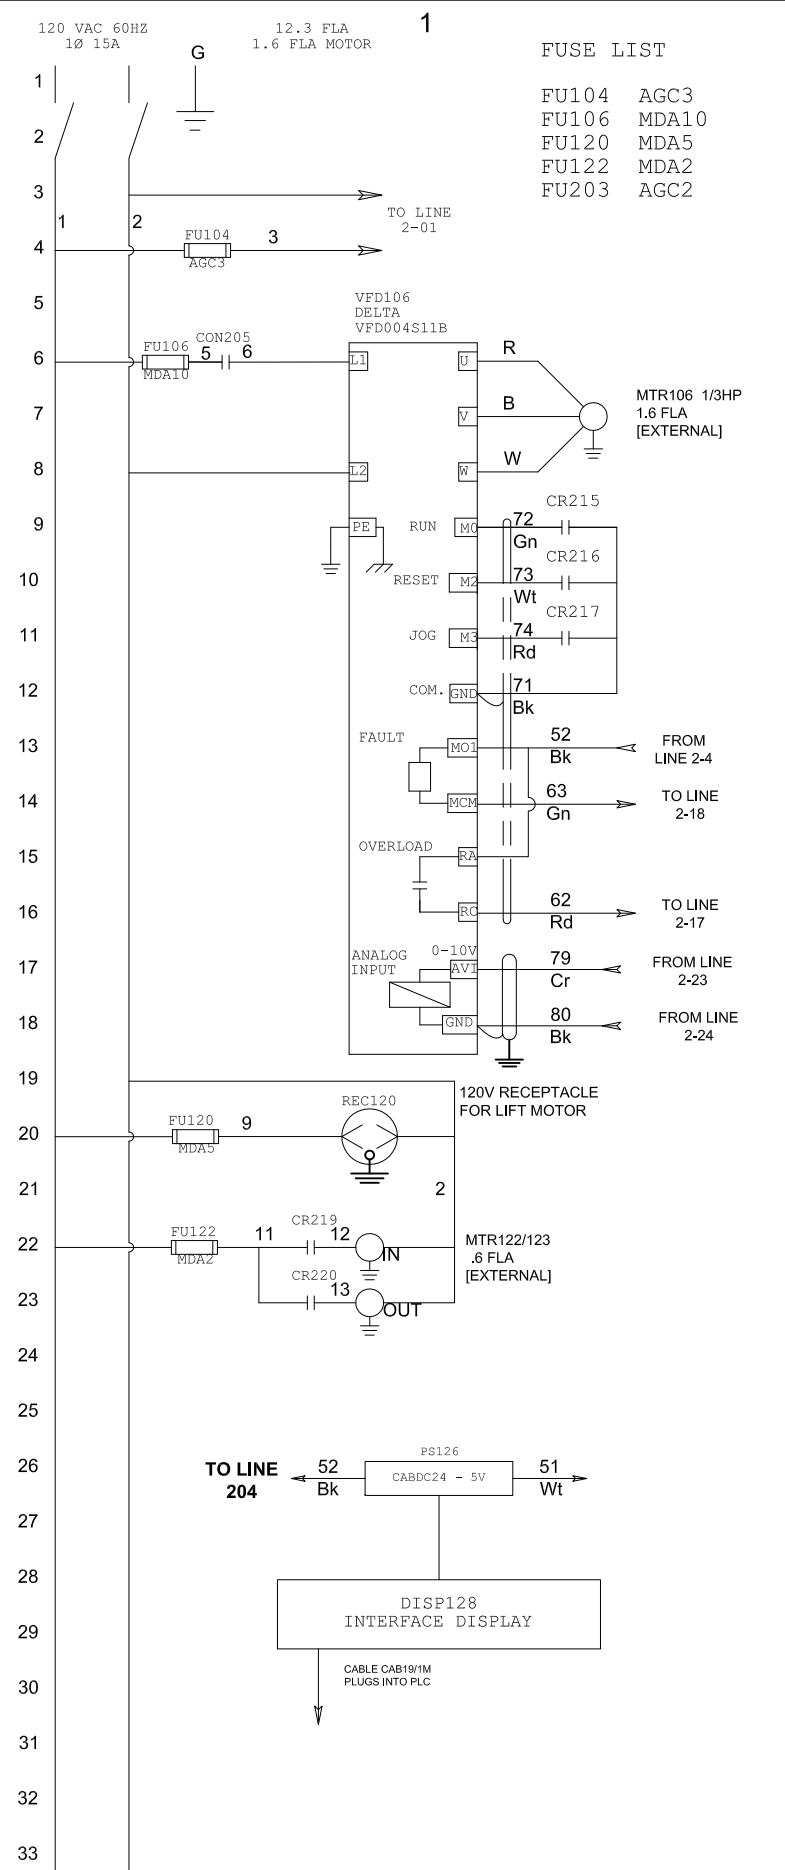 1
120 VAC 60HZ
1Ø 15A
12.3 FLA
1.6 FLA MOTOR
G
FUSE LIST
FU104 AGC3
FU106 MDA10
FU120 MDA5
FU122 MDA2
FU203 AGC2
1
2
3
TO LINE
2-01
1
2
4
FU104
3
AGC3
5
VFD106
DELTA
VFD004S11B
6
FU106
CON205
5
6
MDA10
L1
U
R
MTR106 1/3HP
1.6 FLA
[EXTERNAL]
7
V
B
8
L2
W
W
9
PE
RUN
M0
72
Gn
CR215
10
RESET
M2
73
Wt
CR216
11
JOG
M3
74
Rd
CR217
12
COM.
GND
71
Bk
13
FAULT
MO1
52
Bk
FROM
LINE 2-4
14
MCM
63
Gn
TO LINE
2-18
15
OVERLOAD
RA
16
RC
62
Rd
TO LINE
2-17
17
ANALOG
INPUT
0-10V
AVI
79
Cr
FROM LINE
2-23
18
GND
80
Bk
FROM LINE
2-24
19
120V RECEPTACLE
FOR LIFT MOTOR
REC120
20
FU120
9
MDA5
21
2
22
FU122
MDA2
11
CR219
12
IN
MTR122/123
.6 FLA
[EXTERNAL]
23
CR220
13
OUT
24
25
26
TO LINE
204
52
Bk
PS126
CABDC24 - 5V
51
Wt
27
28
DISP128
INTERFACE DISPLAY
29
30
CABLE CAB19/1M
PLUGS INTO PLC
31
32
33